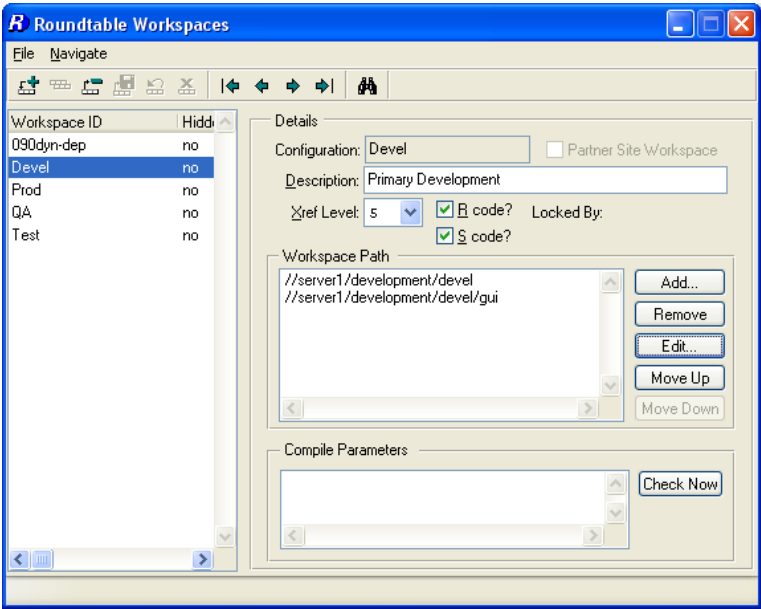 R Roundtable Workspaces
File Navigate
Workspace ID Hidd
090dyn-dep no
Devel no
Prod no
QA no
Test no
Details
Configuration: Devel Partner Site Workspace
Description: Primary Development
Xref Level: 5 R code? Locked By:
S code?
Workspace Path
//server1/development/devel
//server1/development/devel/gui
Add...
Remove
Edit...
Move Up
Move Down
Compile Parameters
Check Now